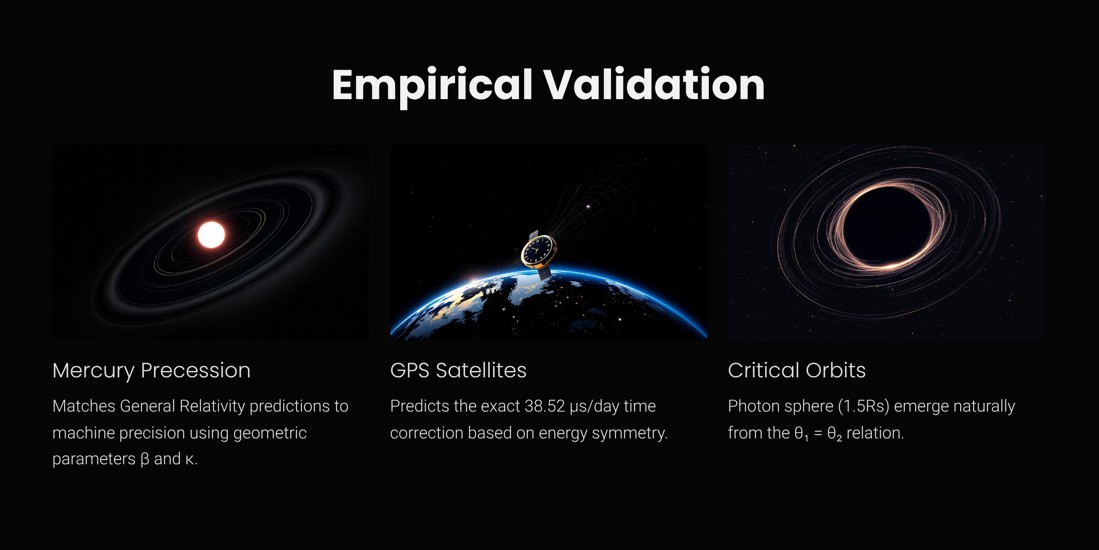 Empirical Validation
Mercury Precession
Matches General Relativity predictions to
machine precision using geometric
parameters β and κ.
GPS Satellites
Predicts the exact 38.52 μs/day time
correction based on energy symmetry.
Critical Orbits
Photon sphere (1.5Rs) emerge naturally
from the θ₁ = θ₂ relation.